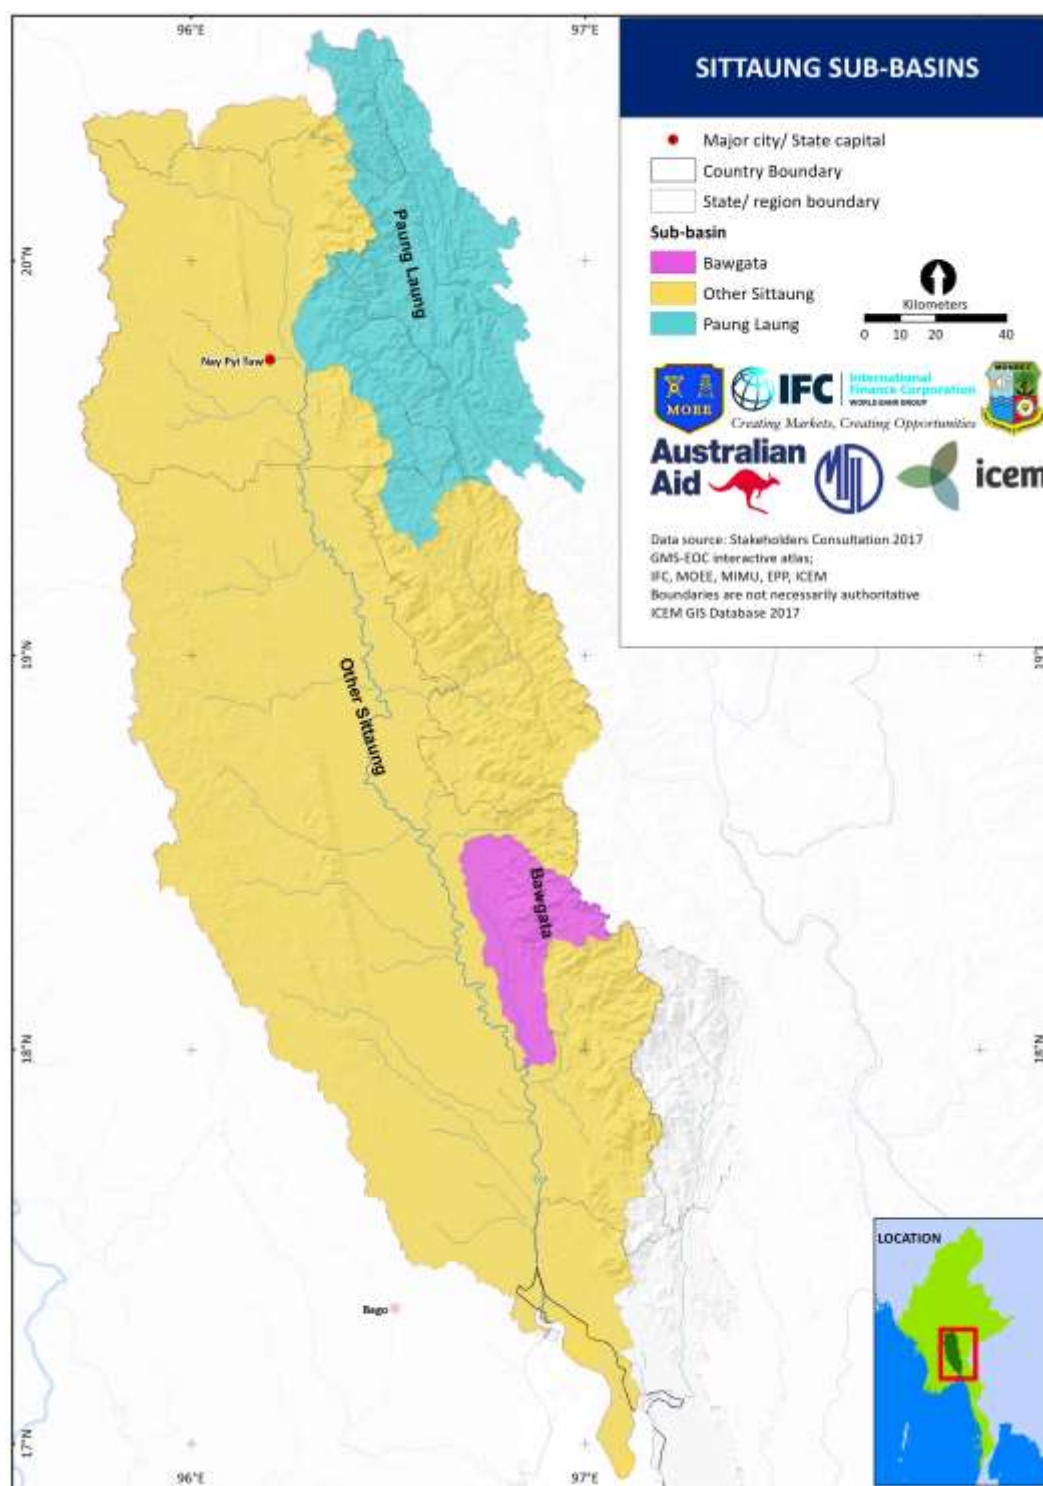 96°E
97°E
SITTAUNG SUB-BASINS
Major city/ State capital
Country Boundary
State/ region boundary
Sub-basin
Bawgata
Other Sittaung
Paung Laung
Kilometers
0 10 20 40
MOEE
IFC
International
Finance Corporation
WORLD BANK GROUP
Creating Markets, Creating Opportunities
MONREC
Australian
Aid
icem
Data source: Stakeholders Consultation 2017
GMS-EOC interactive atlas;
IFC, MOEE, MIMU, EPP, ICEM
Boundaries are not necessarily authoritative
ICEM GIS Database 2017
Paung Laung
20°N
Nay Pyi Taw
19°N
19°
Other Sittaung
Bawgata
18°N
18°N
LOCATION
Bago
17°N
96°E
97°E